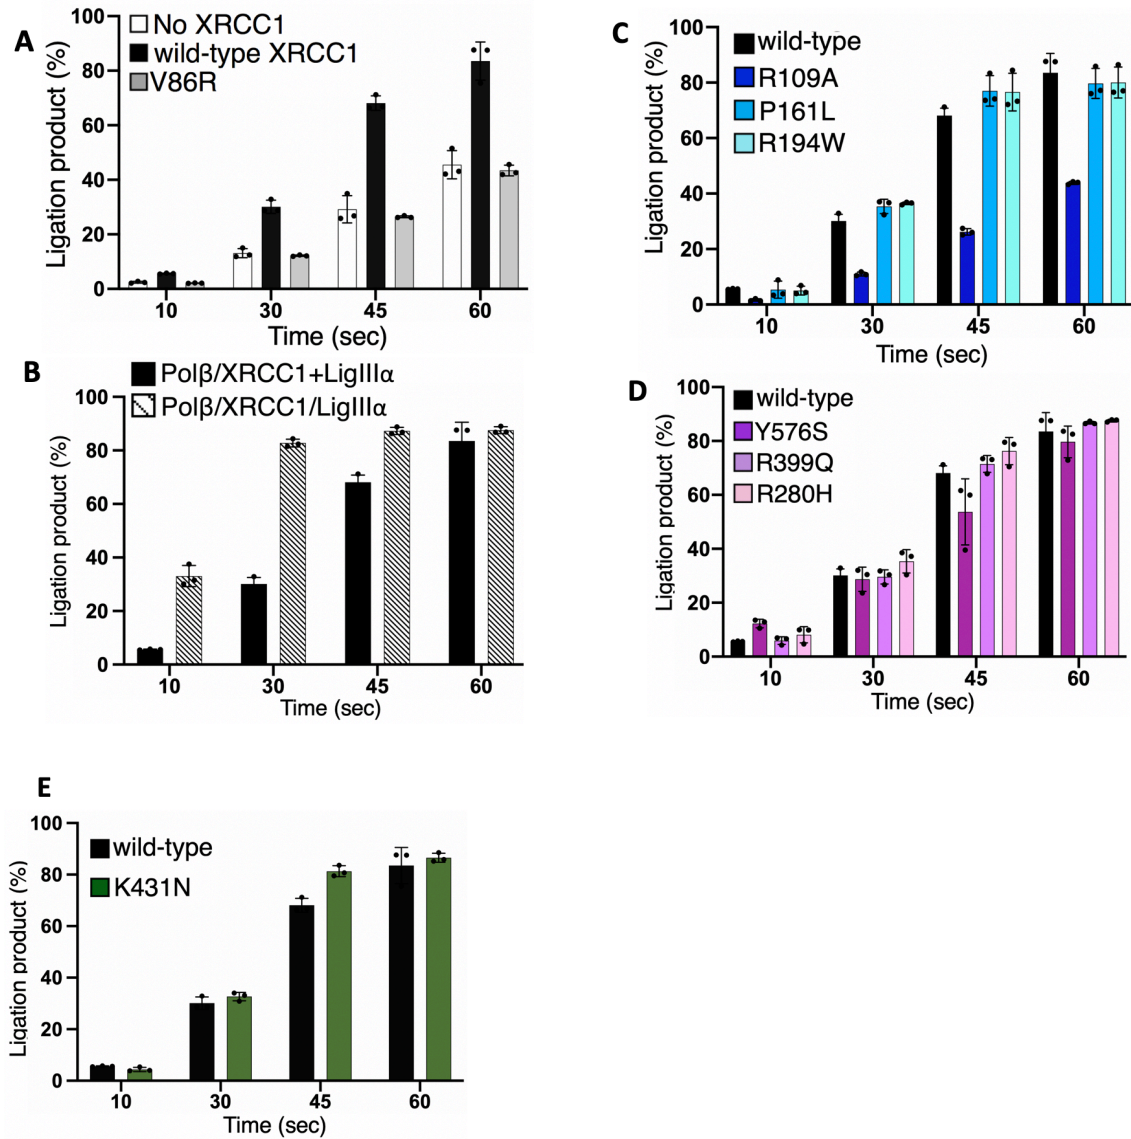 A
Ligation product (%)
100
80
60
40
20
0
No XRCC1
wild-type XRCC1
V86R
10 30 45 60
Time (sec)
B
Ligation product (%)
100
80
60
40
20
0
Polβ/XRCC1+LigIIIα
Polβ/XRCC1/LigIIIα
10 30 45 60
Time (sec)
C
Ligation product (%)
100
80
60
40
20
0
wild-type
R109A
P161L
R194W
10 30 45 60
Time (sec)
D
Ligation product (%)
100
80
60
40
20
0
wild-type
Y576S
R399Q
R280H
10 30 45 60
Time (sec)
E
Ligation product (%)
100
80
60
40
20
0
wild-type
K431N
10 30 45 60
Time (sec)